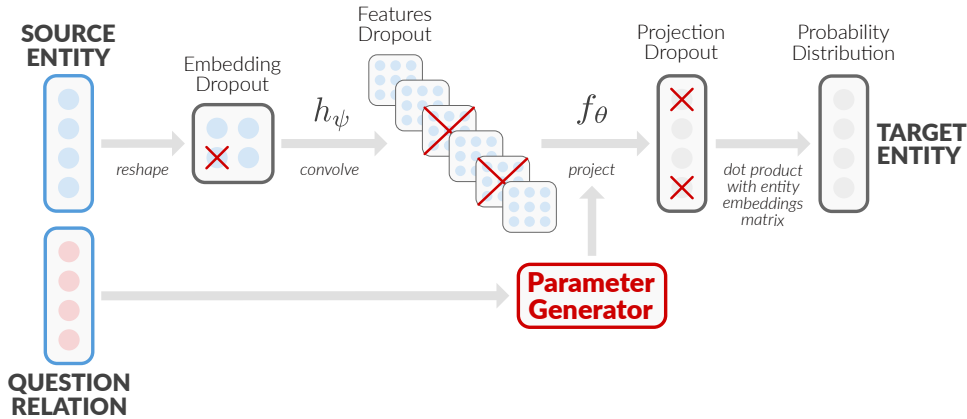 SOURCE
ENTITY
Embedding
Dropout
Features
Dropout
Projection
Dropout
Probability
Distribution
h_ψ
f_θ
reshape
convolve
project
dot product
with entity
embeddings
matrix
TARGET
ENTITY
Parameter
Generator
QUESTION
RELATION